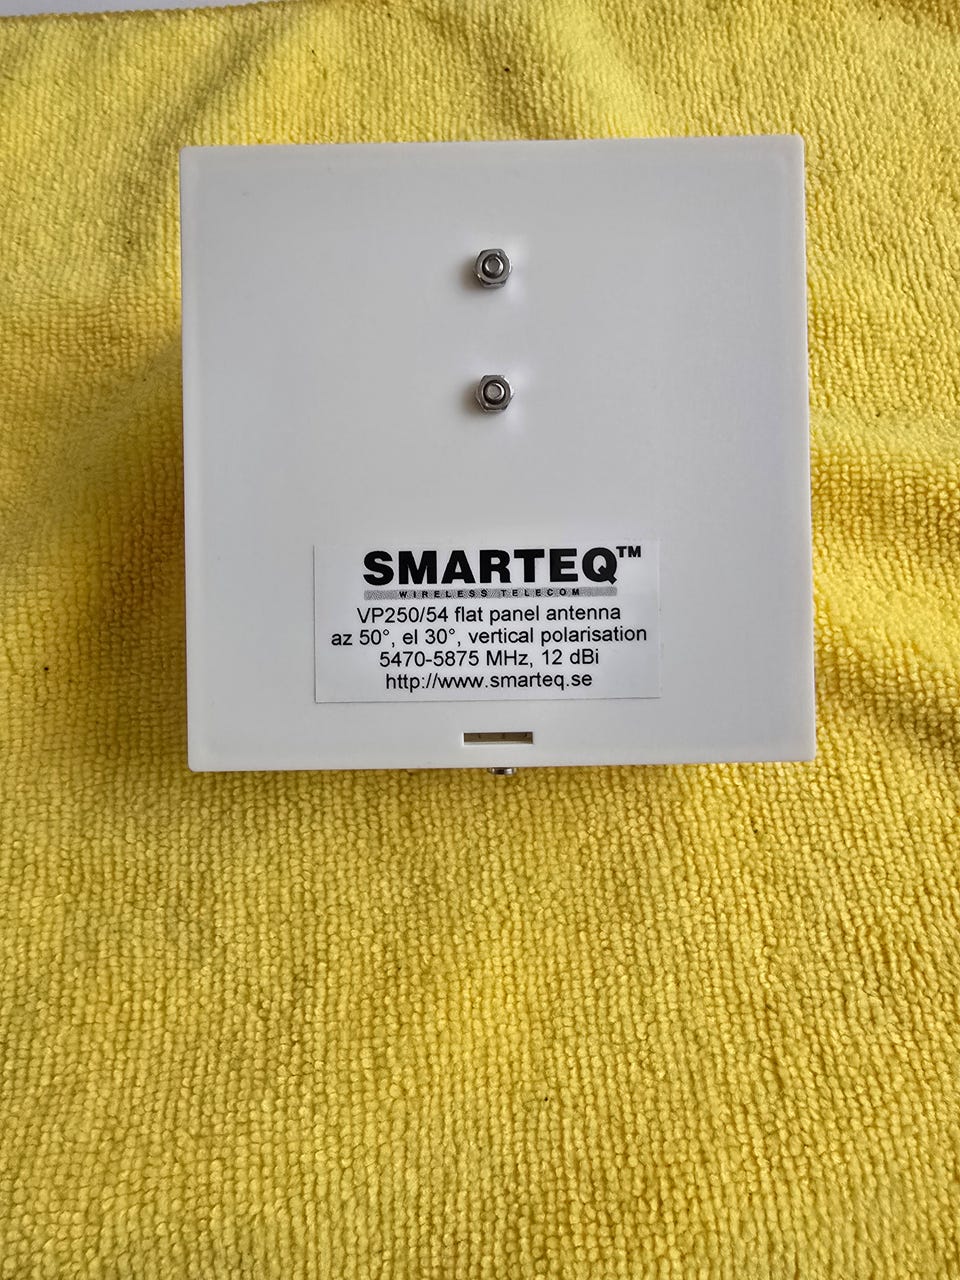 SMARTEQ™
WIRELESS TELECOM
VP250/54 flat panel antenna
az 50°, el 30°, vertical polarisation
5470-5875 MHz, 12 dBi
http://www.smarteq.se